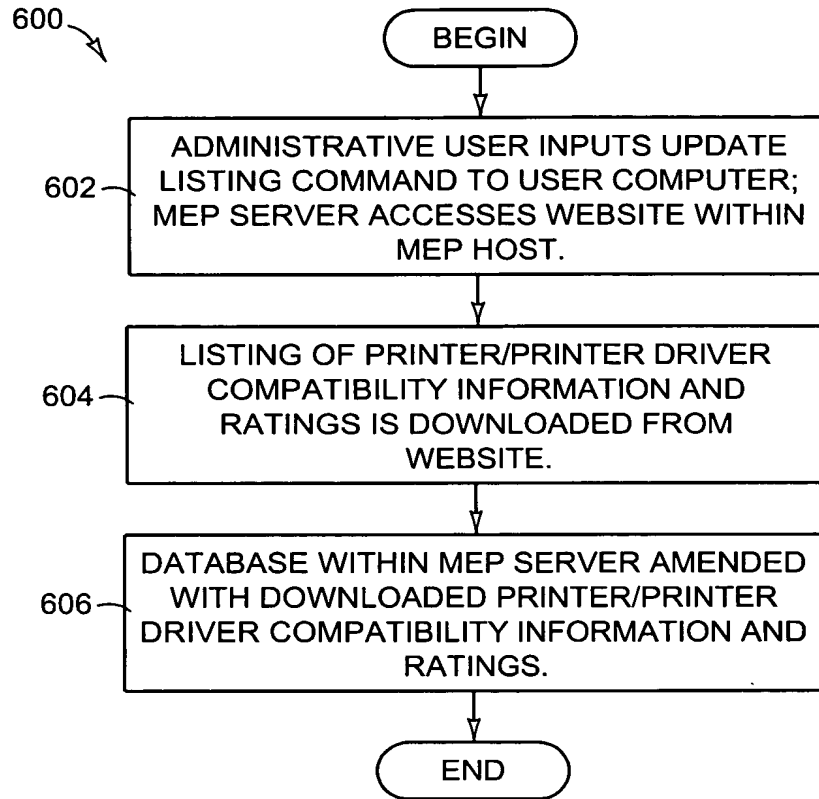 600
BEGIN
602
ADMINISTRATIVE USER INPUTS UPDATE
LISTING COMMAND TO USER COMPUTER;
MEP SERVER ACCESSES WEBSITE WITHIN
MEP HOST.
604
LISTING OF PRINTER/PRINTER DRIVER
COMPATIBILITY INFORMATION AND
RATINGS IS DOWNLOADED FROM
WEBSITE.
606
DATABASE WITHIN MEP SERVER AMENDED
WITH DOWNLOADED PRINTER/PRINTER
DRIVER COMPATIBILITY INFORMATION AND
RATINGS.
END